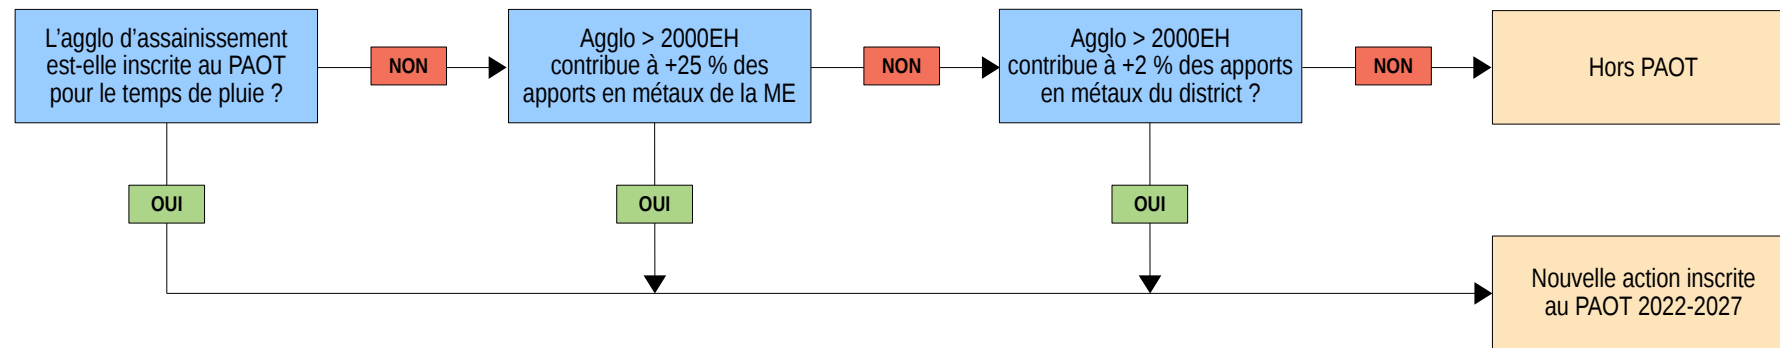 L’agglo d’assainissement
est-elle inscrite au PAOT
pour le temps de pluie ?
NON
Agglo > 2000EH
contribue à +25 % des
apports en métaux de la ME
NON
Agglo > 2000EH
contribue à +2 % des apports
en métaux du district ?
NON
Hors PAOT
OUI
OUI
OUI
Nouvelle action inscrite
au PAOT 2022-2027